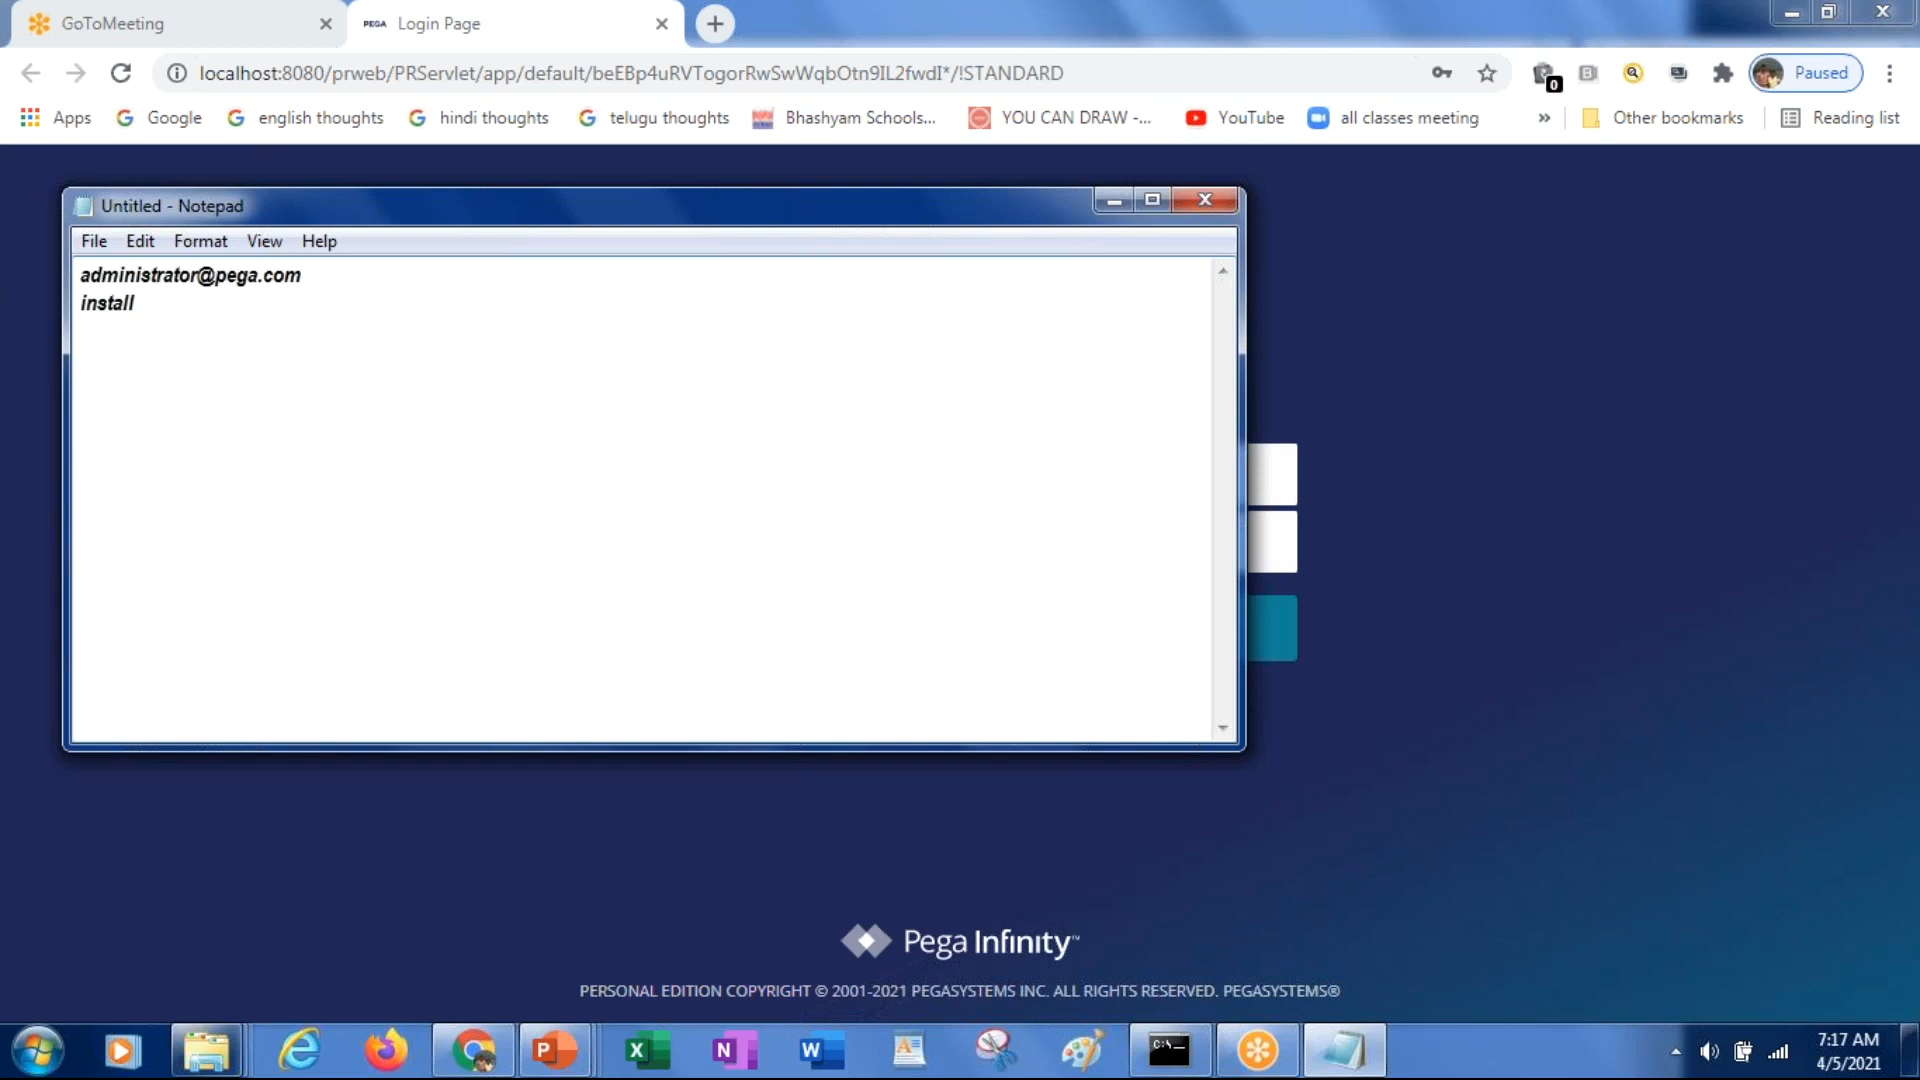 GoToMeeting
PEGA Login Page
localhost:8080/prweb/PRServlet/app/default/beEBp4uRVTogorRwSwWqbOtn9IL2fwdI*/!STANDARD
0
Paused
Apps
Google
english thoughts
hindi thoughts
telugu thoughts
Bhashyam Schools...
YOU CAN DRAW -...
YouTube
all classes meeting
»
Other bookmarks
Reading list
Untitled - Notepad
File Edit Format View Help
administrator@pega.com
install
Pega Infinity™
PERSONAL EDITION COPYRIGHT © 2001-2021 PEGASYSTEMS INC. ALL RIGHTS RESERVED. PEGASYSTEMS®
7:17 AM
4/5/2021